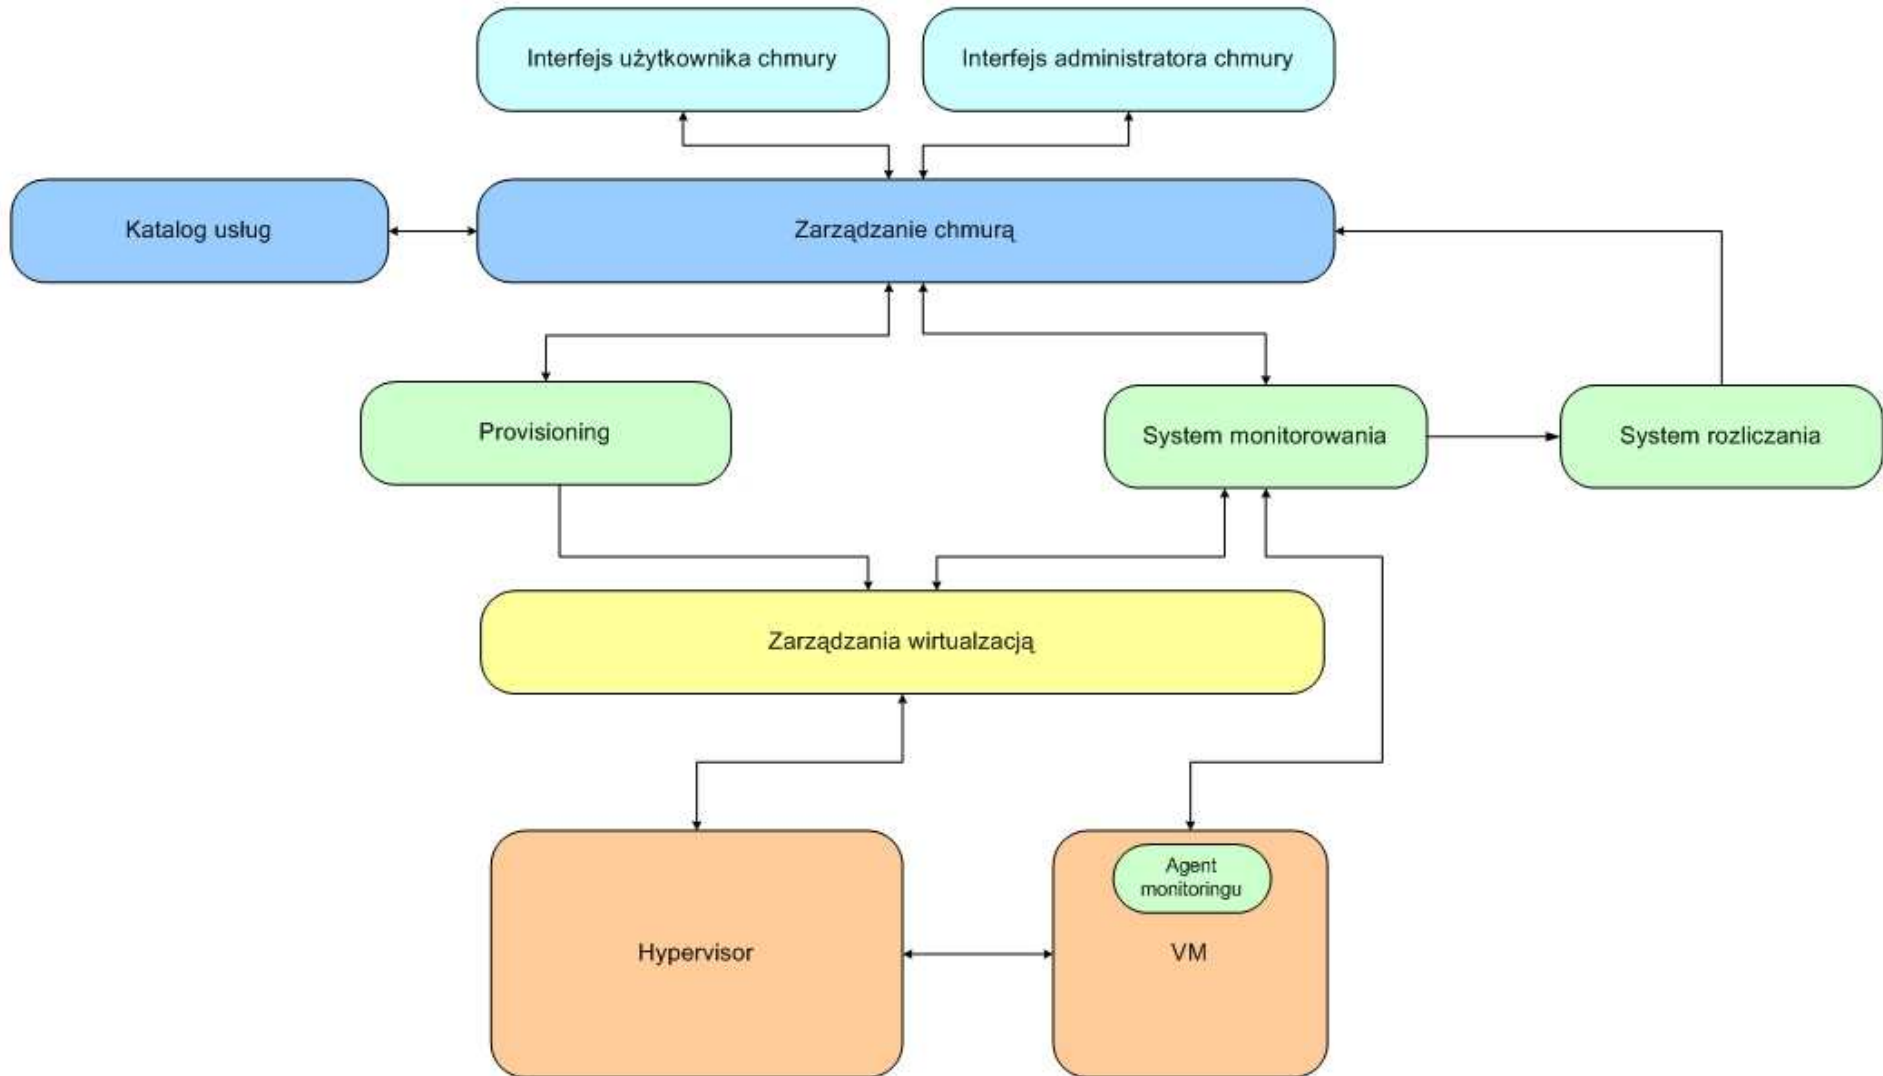 Interfejs użytkownika chmury
Interfejs administratora chmury
Katalog usług
Zarządzanie chmurą
Provisioning
System monitorowania
System rozliczania
Zarządzania wirtualzacją
Agent
monitoringu
Hypervisor
VM